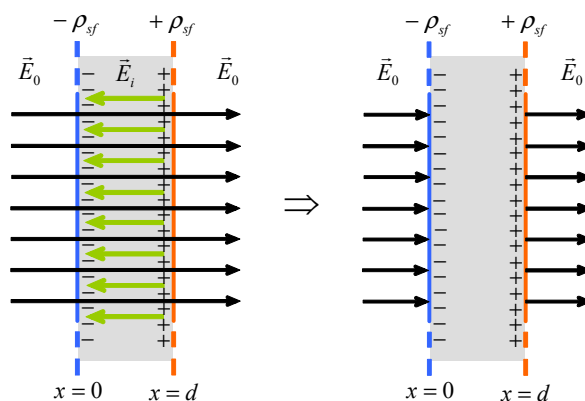 − ρ_sf + ρ_sf − ρ_sf + ρ_sf
E⃗_0 E⃗_i E⃗_0 E⃗_0 E⃗_0
⇒
x = 0 x = d x = 0 x = d